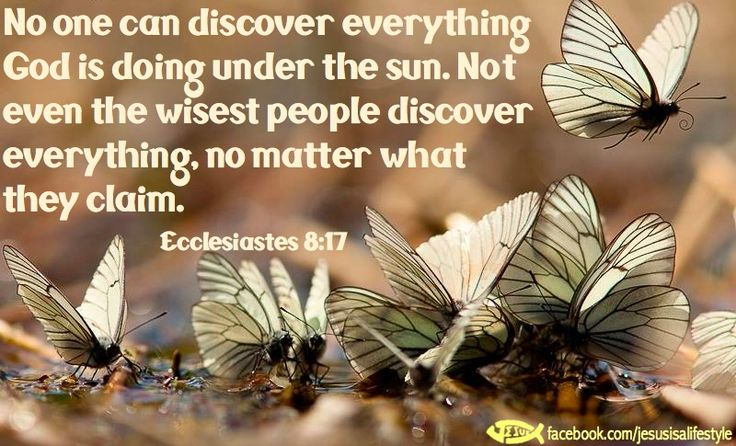 No one can discover everything
God is doing under the sun. Not
even the wisest people discover
everything, no matter what
they claim.
Ecclesiastes 8:17
JESUS facebook.com/jesusisalifestyle